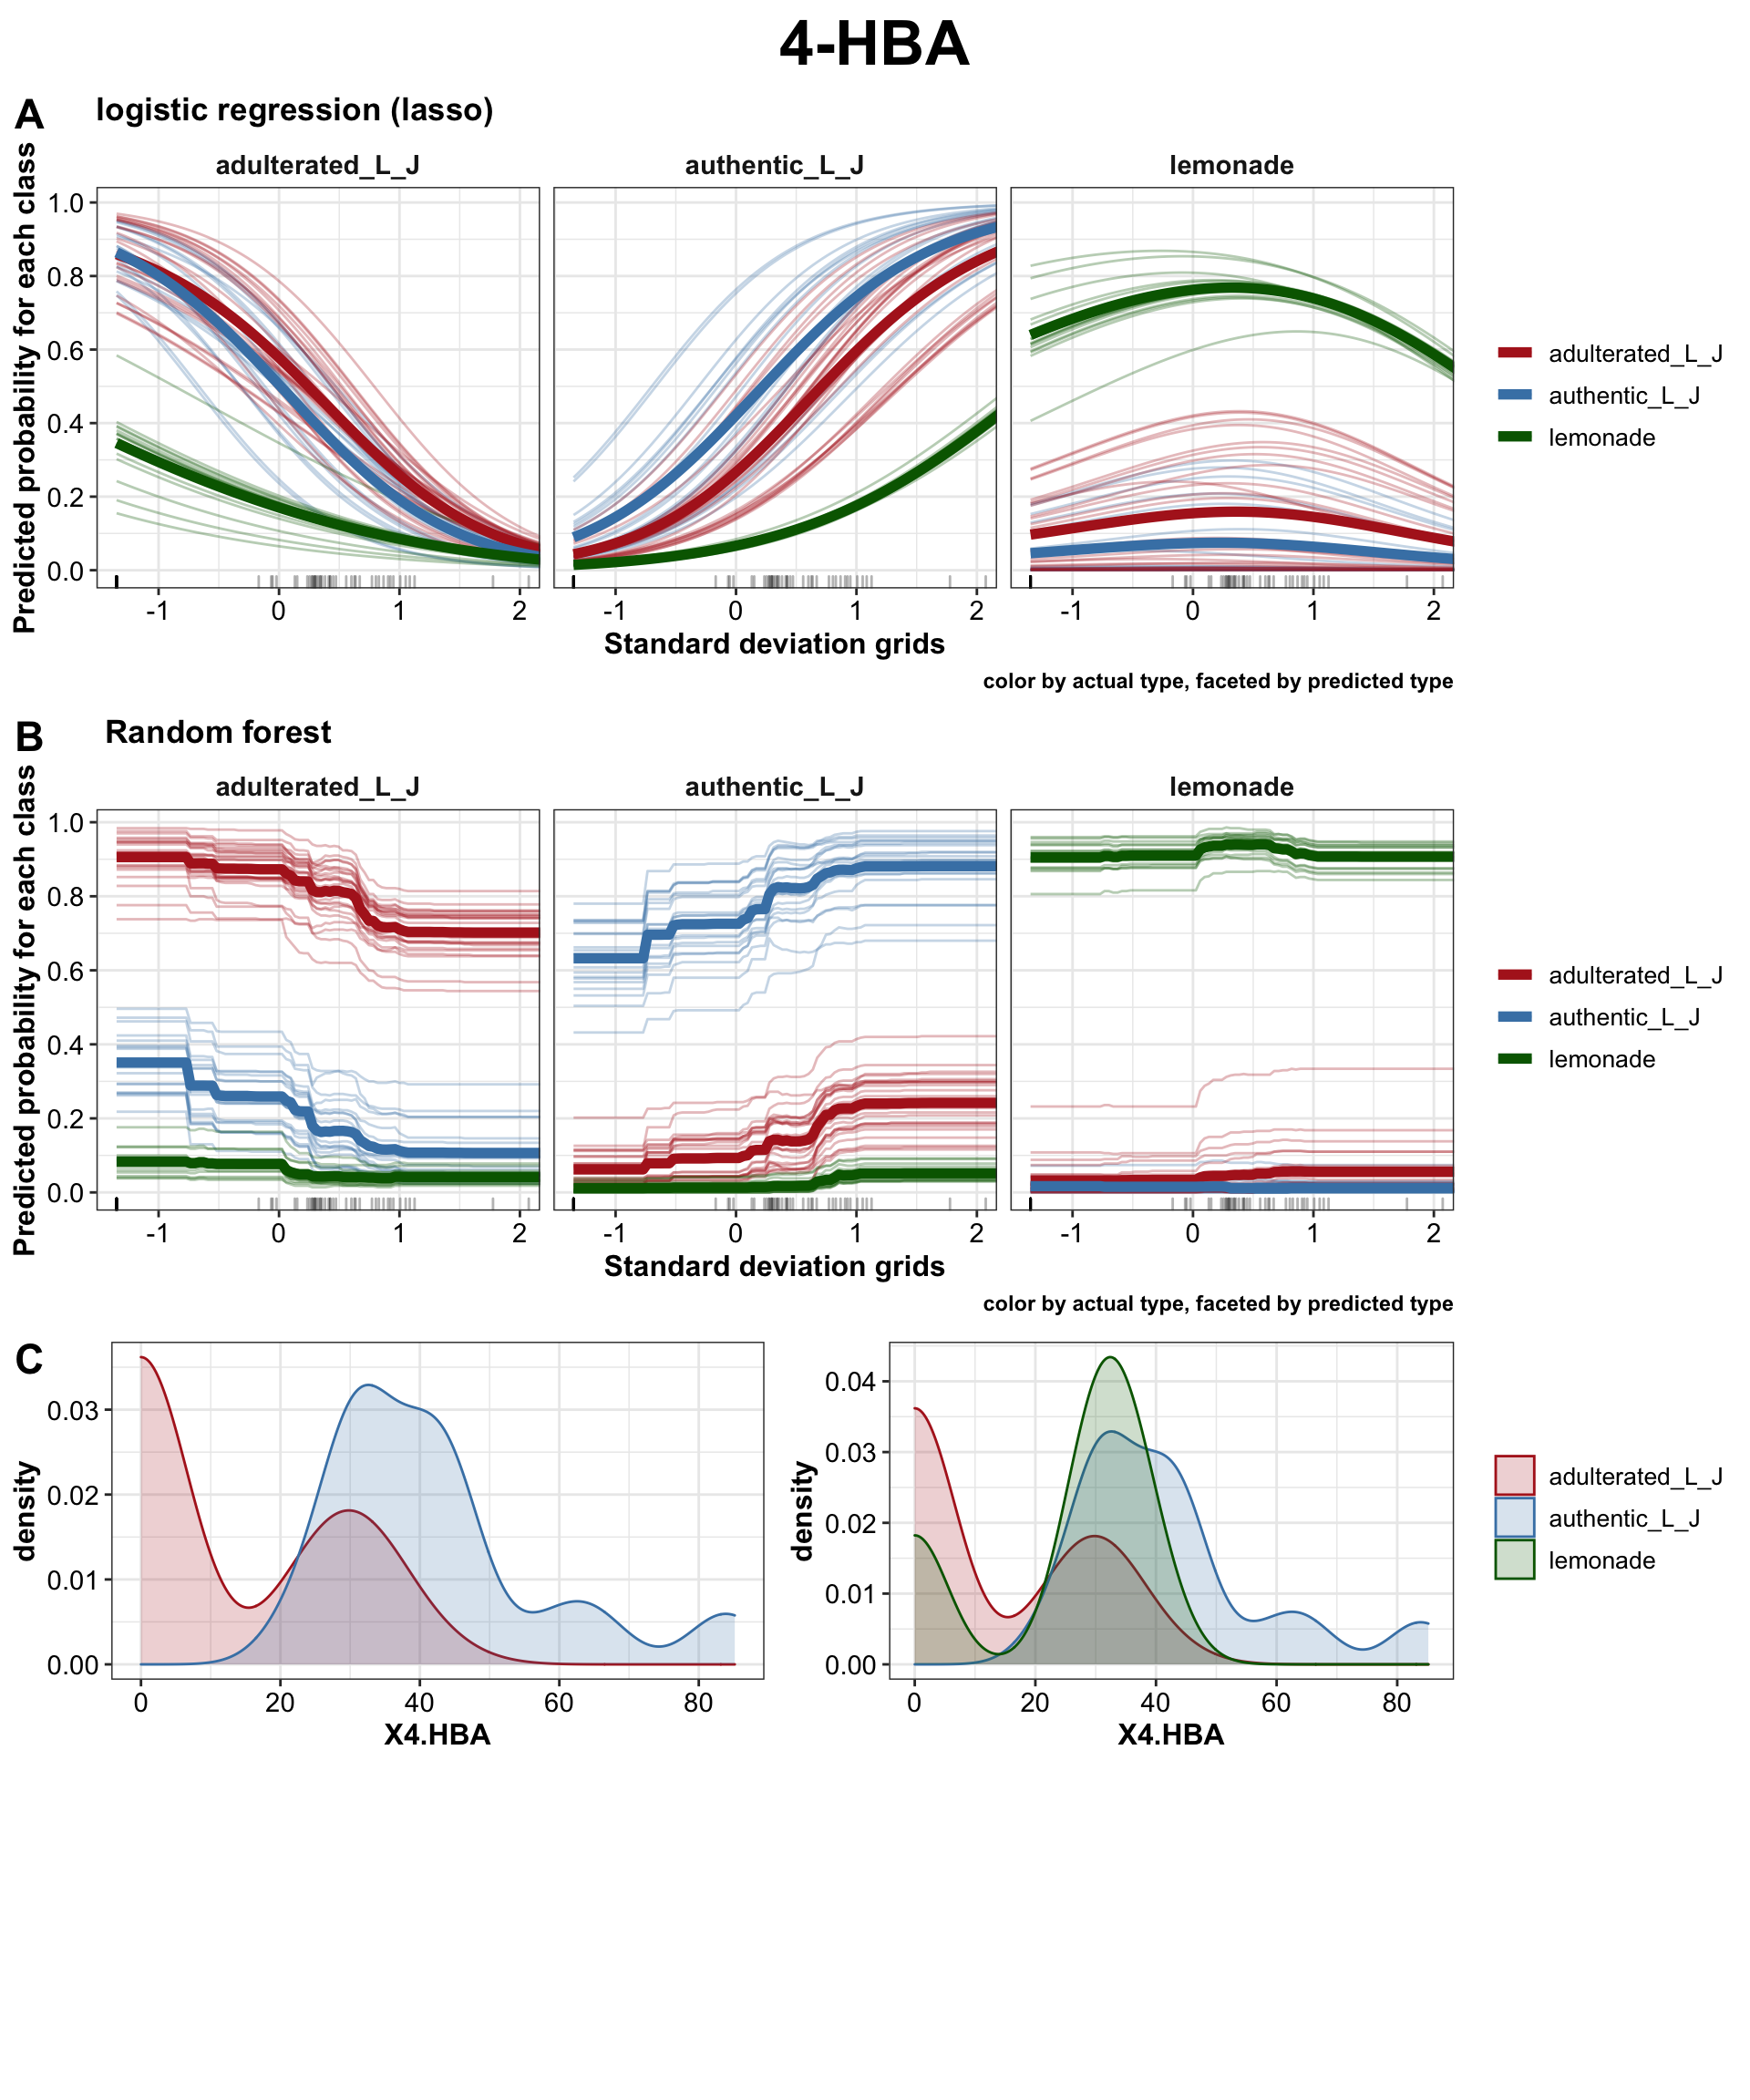 4-HBA
A
logistic regression (lasso)
adulterated_L_J authentic_L_J lemonade
Predicted probability for each class
1.0
0.8
0.6
0.4
0.2
0.0
-1 0 1 2 -1 0 1 2 -1 0 1 2
Standard deviation grids
color by actual type, faceted by predicted type
adulterated_L_J
authentic_L_J
lemonade
B
Random forest
adulterated_L_J authentic_L_J lemonade
Predicted probability for each class
1.0
0.8
0.6
0.4
0.2
0.0
-1 0 1 2 -1 0 1 2 -1 0 1 2
Standard deviation grids
color by actual type, faceted by predicted type
adulterated_L_J
authentic_L_J
lemonade
C
density
0.03
0.02
0.01
0.00
0 20 40 60 80
X4.HBA
density
0.04
0.03
0.02
0.01
0.00
0 20 40 60 80
X4.HBA
adulterated_L_J
authentic_L_J
lemonade